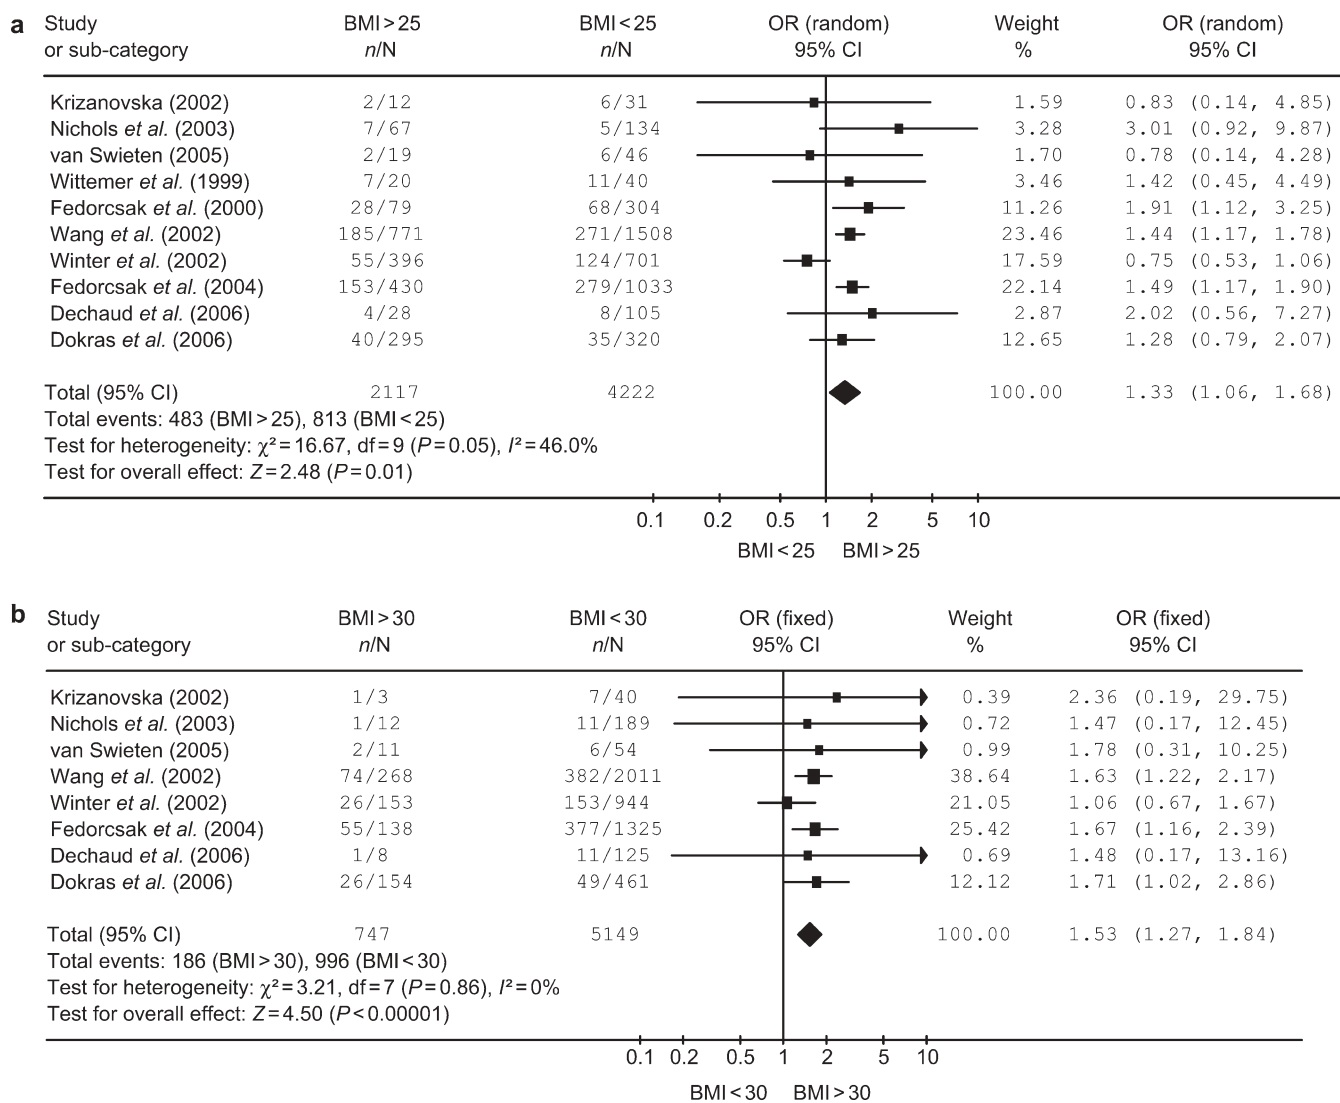 a Study BMI>25 BMI<25 OR (random) Weight OR (random)
or sub-category n/N n/N 95% CI % 95% CI
Krizanovska (2002) 2/12 6/31 1.59 0.83 (0.14, 4.85)
Nichols et al. (2003) 7/67 5/134 3.28 3.01 (0.92, 9.87)
van Swieten (2005) 2/19 6/46 1.70 0.78 (0.14, 4.28)
Wittemer et al. (1999) 7/20 11/40 3.46 1.42 (0.45, 4.49)
Fedorcsak et al. (2000) 28/79 68/304 11.26 1.91 (1.12, 3.25)
Wang et al. (2002) 185/771 271/1508 23.46 1.44 (1.17, 1.78)
Winter et al. (2002) 55/396 124/701 17.59 0.75 (0.53, 1.06)
Fedorcsak et al. (2004) 153/430 279/1033 22.14 1.49 (1.17, 1.90)
Dechaud et al. (2006) 4/28 8/105 2.87 2.02 (0.56, 7.27)
Dokras et al. (2006) 40/295 35/320 12.65 1.28 (0.79, 2.07)
Total (95% CI) 2117 4222 100.00 1.33 (1.06, 1.68)
Total events: 483 (BMI>25), 813 (BMI<25)
Test for heterogeneity: χ²=16.67, df=9 (P=0.05), I²=46.0%
Test for overall effect: Z=2.48 (P=0.01)
0.1 0.2 0.5 1 2 5 10
BMI<25 BMI>25
b Study BMI>30 BMI<30 OR (fixed) Weight OR (fixed)
or sub-category n/N n/N 95% CI % 95% CI
Krizanovska (2002) 1/3 7/40 0.39 2.36 (0.19, 29.75)
Nichols et al. (2003) 1/12 11/189 0.72 1.47 (0.17, 12.45)
van Swieten (2005) 2/11 6/54 0.99 1.78 (0.31, 10.25)
Wang et al. (2002) 74/268 382/2011 38.64 1.63 (1.22, 2.17)
Winter et al. (2002) 26/153 153/944 21.05 1.06 (0.67, 1.67)
Fedorcsak et al. (2004) 55/138 377/1325 25.42 1.67 (1.16, 2.39)
Dechaud et al. (2006) 1/8 11/125 0.69 1.48 (0.17, 13.16)
Dokras et al. (2006) 26/154 49/461 12.12 1.71 (1.02, 2.86)
Total (95% CI) 747 5149 100.00 1.53 (1.27, 1.84)
Total events: 186 (BMI>30), 996 (BMI<30)
Test for heterogeneity: χ²=3.21, df=7 (P=0.86), I²=0%
Test for overall effect: Z=4.50 (P<0.00001)
0.1 0.2 0.5 1 2 5 10
BMI<30 BMI>30